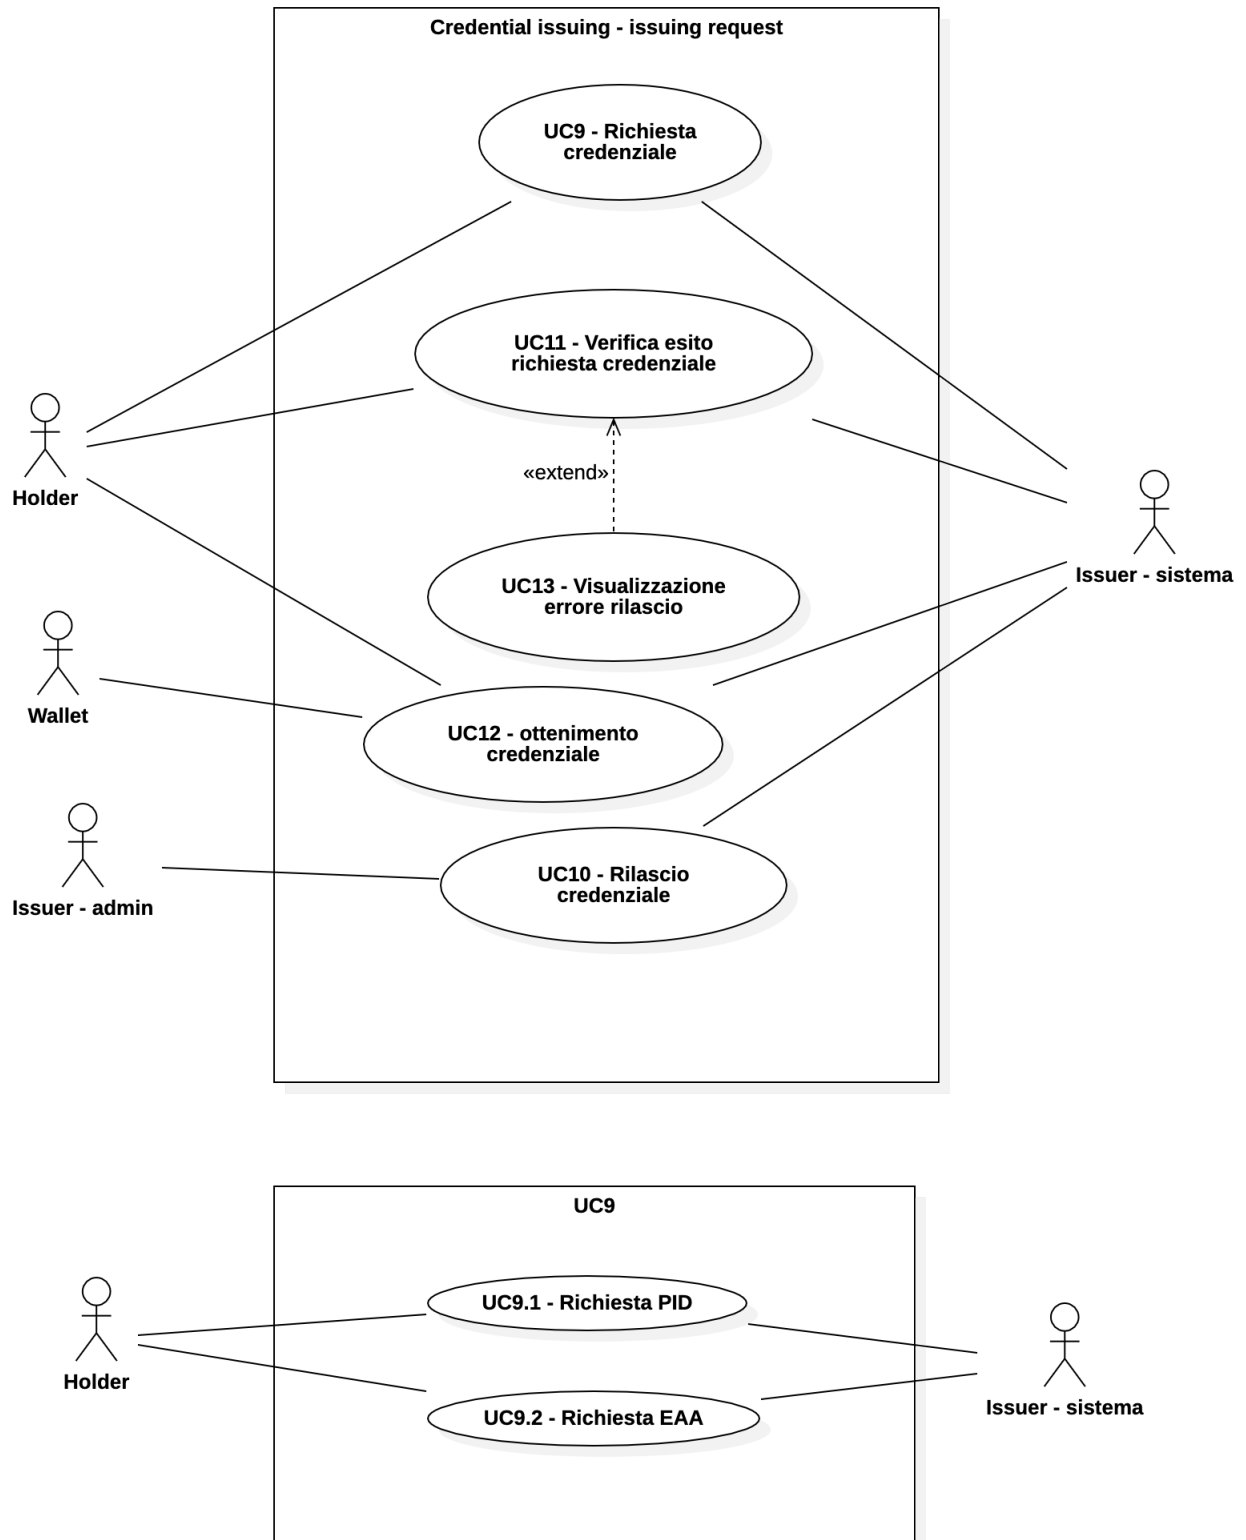 Credential issuing - issuing request
UC9 - Richiesta
credenziale
UC11 - Verifica esito
richiesta credenziale
«extend»
Holder
UC13 - Visualizzazione
errore rilascio
Issuer - sistema
Wallet
UC12 - ottenimento
credenziale
UC10 - Rilascio
credenziale
Issuer - admin
UC9
UC9.1 - Richiesta PID
Holder
UC9.2 - Richiesta EAA
Issuer - sistema